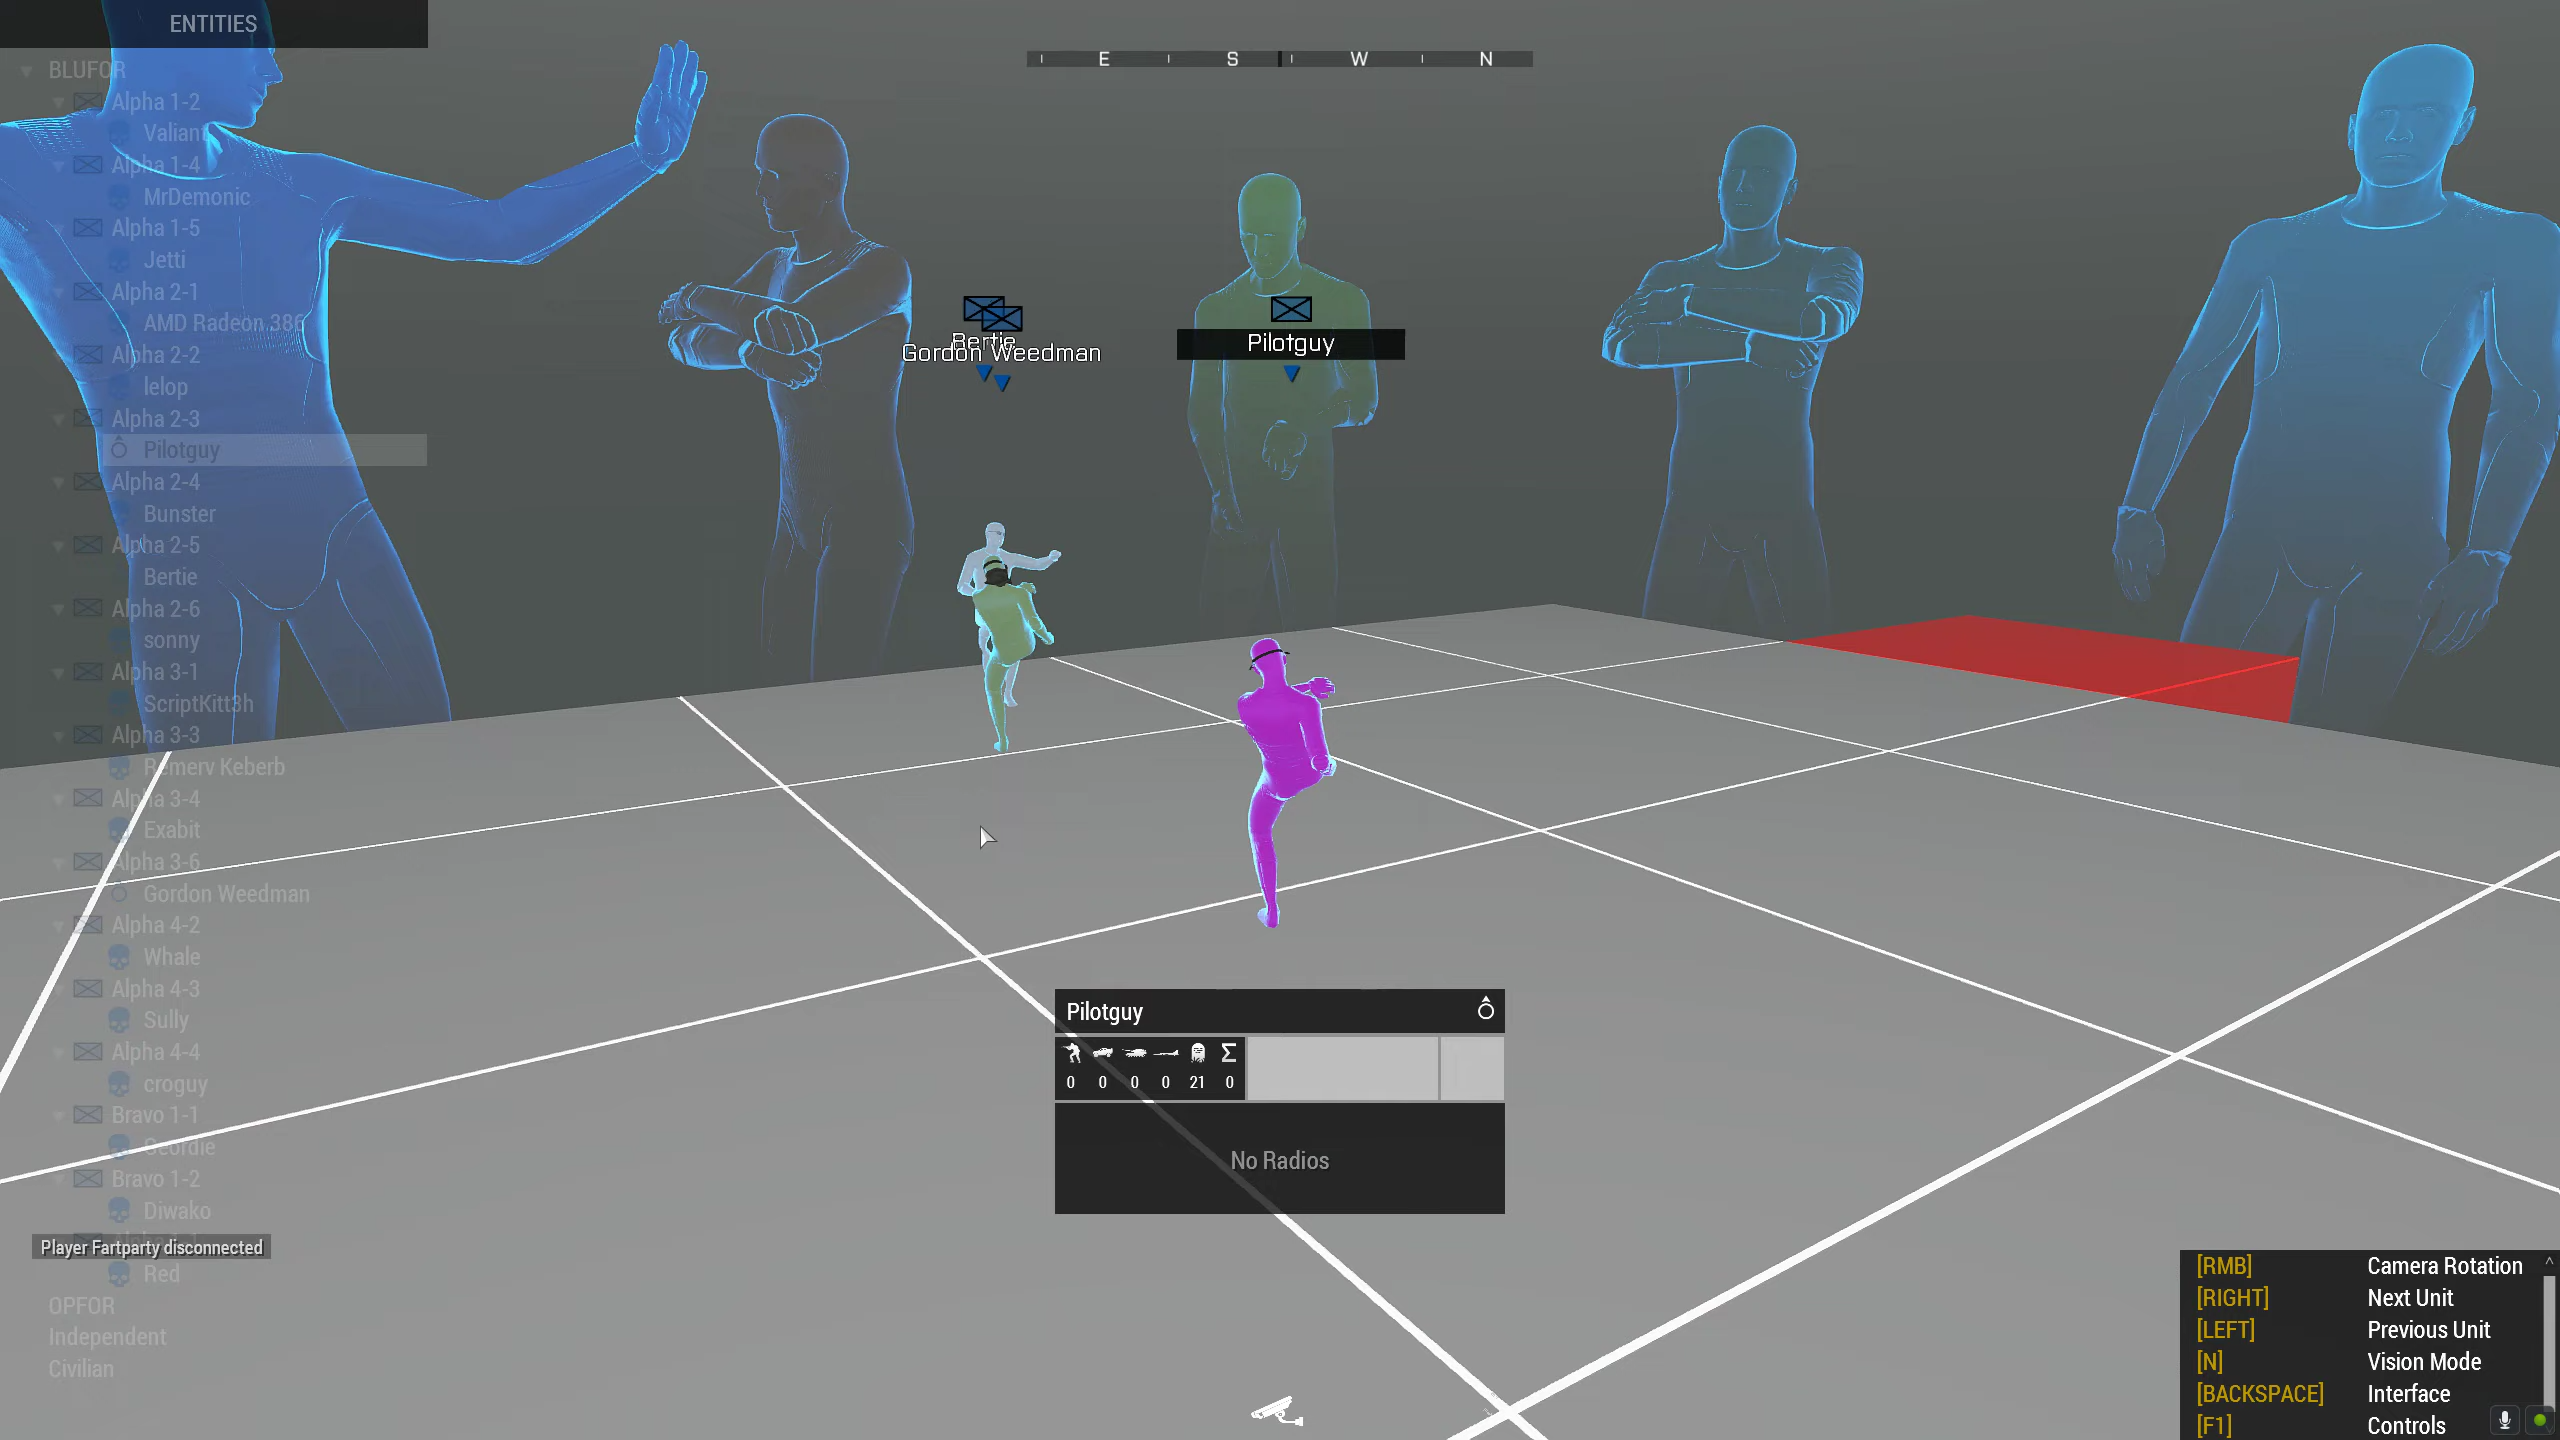 ENTITIES
E S W N
BLUFOR
Alpha 1-2
Valiant
Alpha 1-4
MrDemonic
Alpha 1-5
Jetti
Alpha 2-1
AMD Radeon 386
Alpha 2-2
lelop
Alpha 2-3
Pilotguy
Alpha 2-4
Bunster
Alpha 2-5
Bertie
Alpha 2-6
sonny
Alpha 3-1
ScriptKitt3h
Alpha 3-3
Remerv Keberb
Alpha 3-4
Exabit
Alpha 3-6
Gordon Weedman
Alpha 4-2
Whale
Alpha 4-3
Sully
Alpha 4-4
croguy
Bravo 1-1
Geordie
Bravo 1-2
Diwako
Player Fartparty disconnected
Red
OPFOR
Independent
Civilian
Bertie
Gordon Weedman
Pilotguy
Pilotguy
Σ
0 0 0 0 21 0
No Radios
[RMB] Camera Rotation
[RIGHT] Next Unit
[LEFT] Previous Unit
[N] Vision Mode
[BACKSPACE] Interface
[F1] Controls